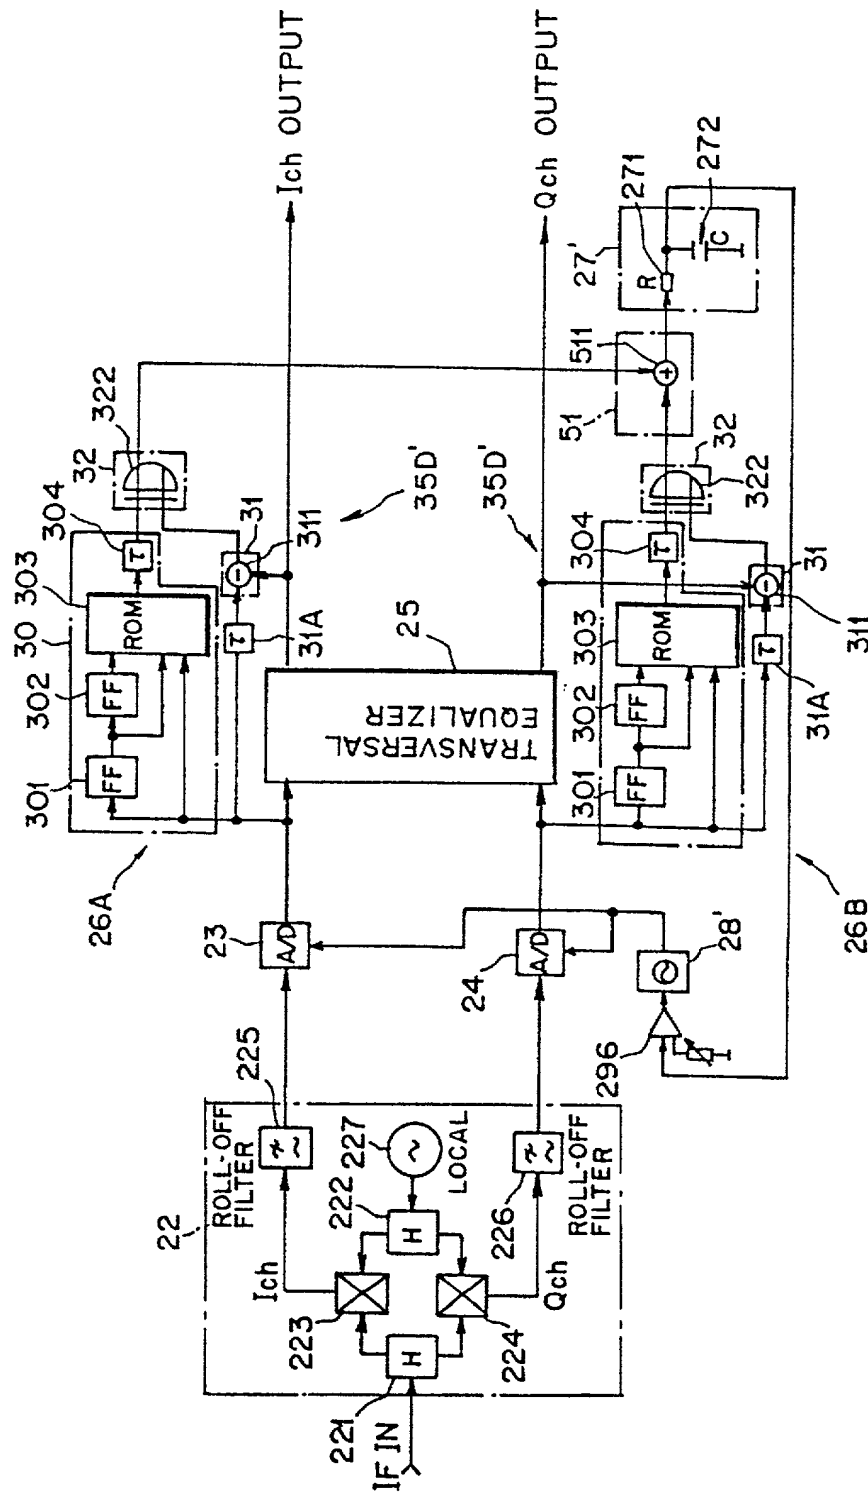 IF IN
22
221
H
222
H
223
224
227
LOCAL
Ich
Qch
ROLL-OFF
FILTER
225
226
ROLL-OFF
FILTER
23
A/D
24
A/D
296
28'
26A
301
FF
302
FF
30
303
ROM
304
τ
31A
τ
31
311
32
322
25
TRANSVERSAL
EQUALIZER
35D'
35D'
Ich OUTPUT
Qch OUTPUT
26B
301
FF
302
FF
303
ROM
304
τ
31A
τ
31
311
32
322
51
511
27'
R
271
C
272